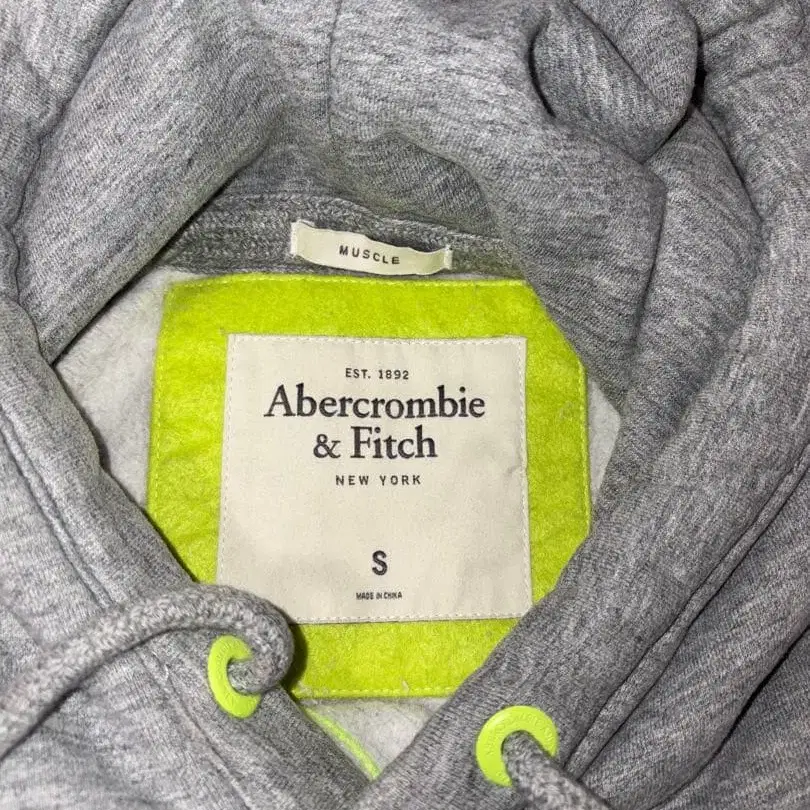 MUSCLE
EST. 1892
Abercrombie
& Fitch
NEW YORK
S
MADE IN CHINA